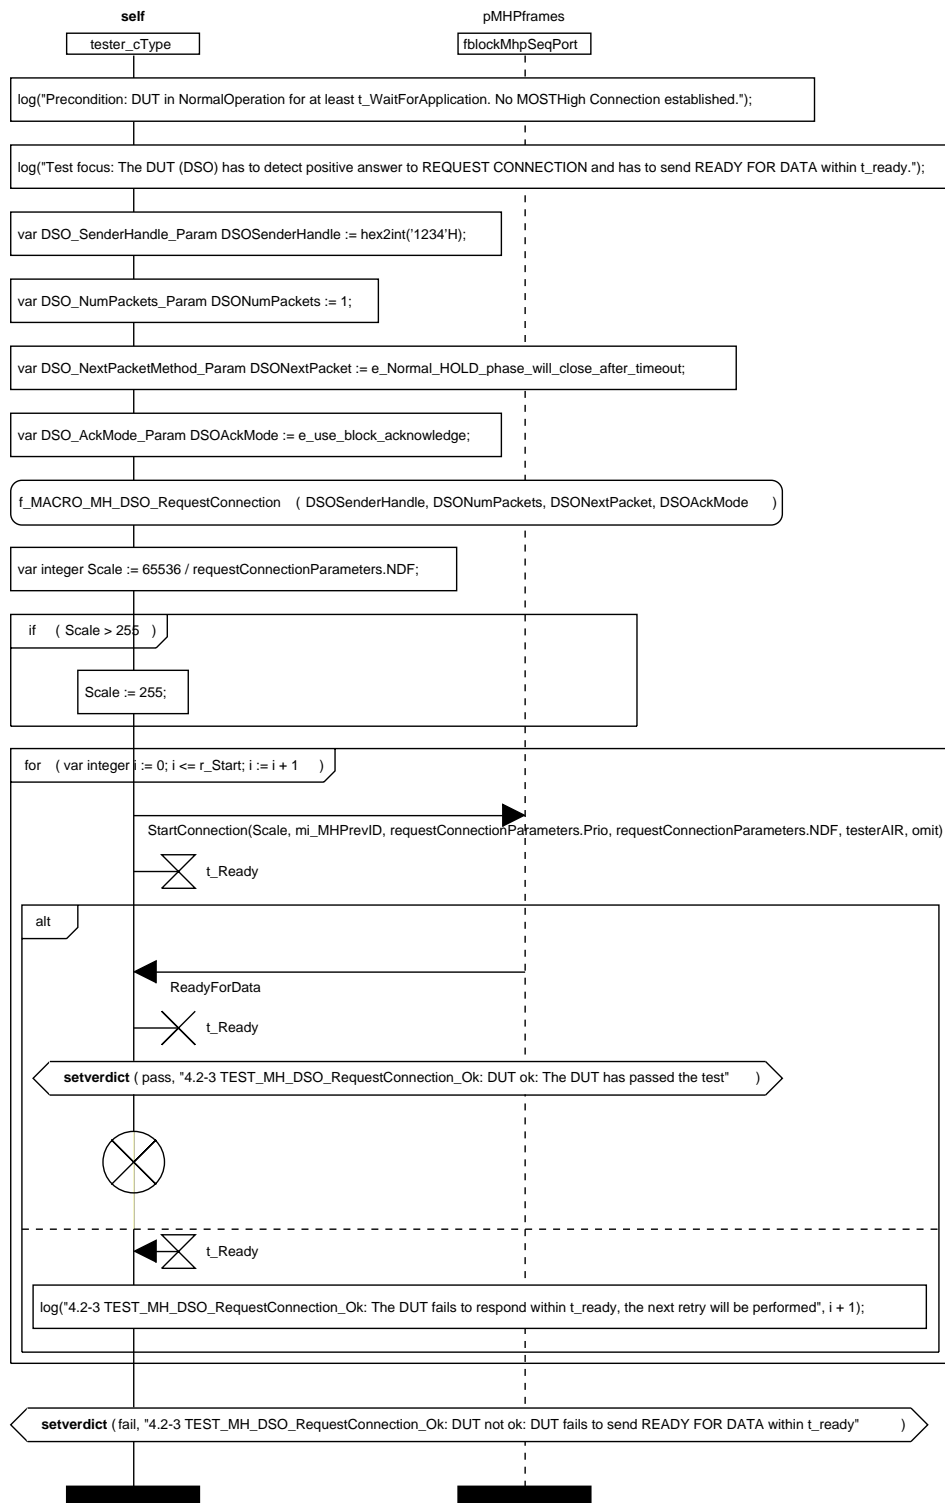 self
pMHPframes
tester_cType
fblockMhpSeqPort
log("Precondition: DUT in NormalOperation for at least t_WaitForApplication. No MOSTHigh Connection established.");
log("Test focus: The DUT (DSO) has to detect positive answer to REQUEST CONNECTION and has to send READY FOR DATA within t_ready.");
var DSO_SenderHandle_Param DSOSenderHandle := hex2int('1234'H);
var DSO_NumPackets_Param DSONumPackets := 1;
var DSO_NextPacketMethod_Param DSONextPacket := e_Normal_HOLD_phase_will_close_after_timeout;
var DSO_AckMode_Param DSOAckMode := e_use_block_acknowledge;
f_MACRO_MH_DSO_RequestConnection ( DSOSenderHandle, DSONumPackets, DSONextPacket, DSOAckMode )
var integer Scale := 65536 / requestConnectionParameters.NDF;
if ( Scale > 255 )
Scale := 255;
for ( var integer i := 0; i <= r_Start; i := i + 1 )
StartConnection(Scale, mi_MHPrevID, requestConnectionParameters.Prio, requestConnectionParameters.NDF, testerAIR, omit)
t_Ready
alt
ReadyForData
t_Ready
setverdict ( pass, "4.2-3 TEST_MH_DSO_RequestConnection_Ok: DUT ok: The DUT has passed the test" )
t_Ready
log("4.2-3 TEST_MH_DSO_RequestConnection_Ok: The DUT fails to respond within t_ready, the next retry will be performed", i + 1);
setverdict ( fail, "4.2-3 TEST_MH_DSO_RequestConnection_Ok: DUT not ok: DUT fails to send READY FOR DATA within t_ready" )